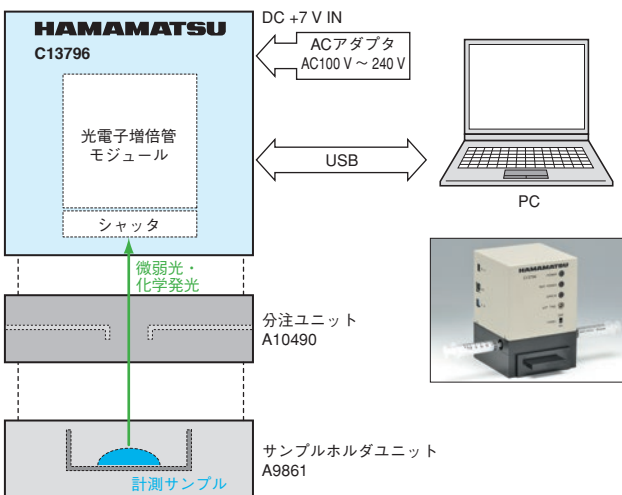 HAMAMATSU
C13796
DC +7 V IN
ACアダプタ
AC100 V ～ 240 V
光電子増倍管
モジュール
シャッタ
USB
PC
微弱光・
化学発光
分注ユニット
A10490
HAMAMATSU
サンプルホルダユニット
A9861
計測サンプル